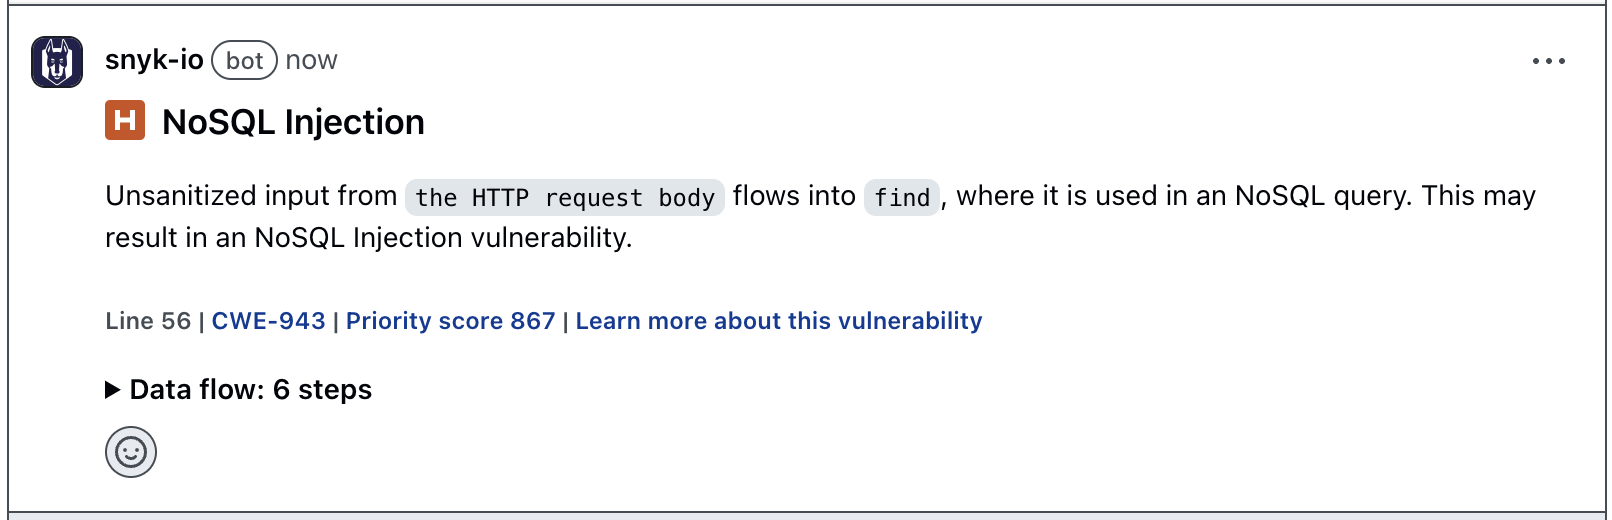 snyk-io bot now
H NoSQL Injection
Unsanitized input from the HTTP request body flows into find, where it is used in an NoSQL query. This may
result in an NoSQL Injection vulnerability.
Line 56 | CWE-943 | Priority score 867 | Learn more about this vulnerability
Data flow: 6 steps